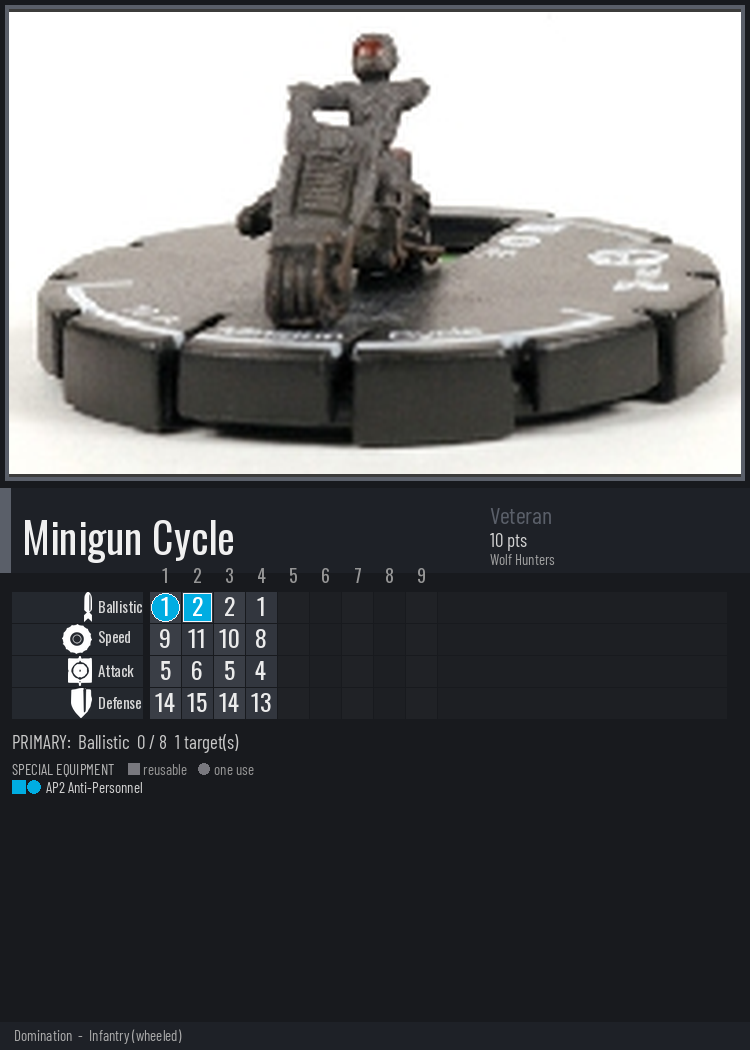 Cycle
Minigun Cycle
Veteran
10 pts
Wolf Hunters
1 2 3 4 5 6 7 8 9
Ballistic 1 2 2 1
Speed 9 11 10 8
Attack 5 6 5 4
Defense 14 15 14 13
PRIMARY: Ballistic 0 / 8 1 target(s)
SPECIAL EQUIPMENT reusable one use
AP2 Anti-Personnel
Domination - Infantry (wheeled)